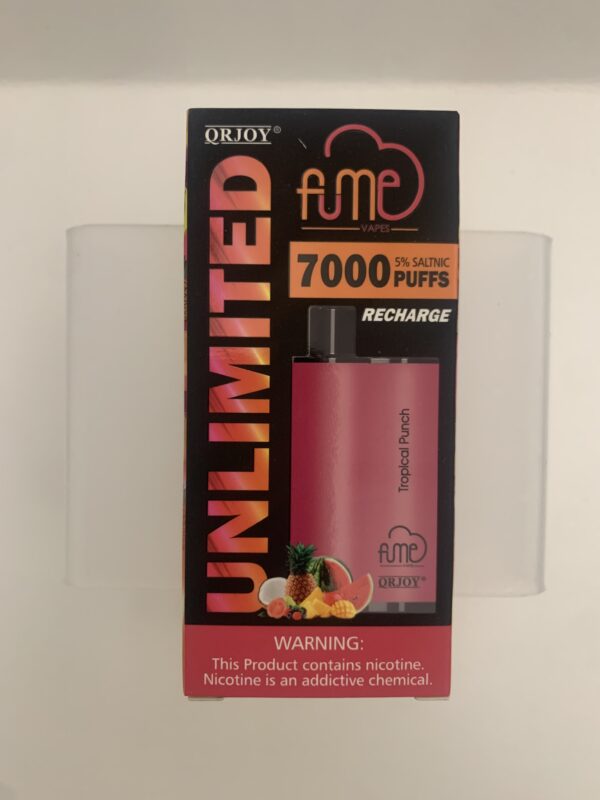 QRJOY®
UNLIMITED
fume
VAPES
7000 5% SALTNIC PUFFS
RECHARGE
Tropical Punch
fume
QRJOY®
WARNING:
This Product contains nicotine.
Nicotine is an addictive chemical.